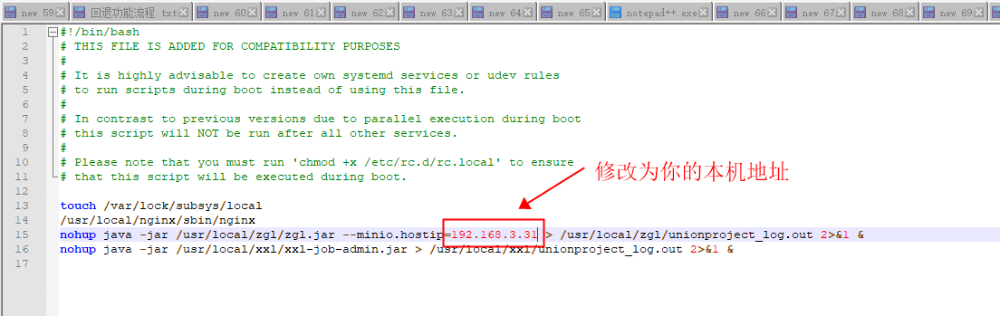 new 59 回退功能流程.txt new 60 new 61 new 62 new 63 new 64 new 65 notepad++.exe new 66 new 67 new 68 new 69
1 #!/bin/bash
2 # THIS FILE IS ADDED FOR COMPATIBILITY PURPOSES
3 #
4 # It is highly advisable to create own systemd services or udev rules
5 # to run scripts during boot instead of using this file.
6 #
7 # In contrast to previous versions due to parallel execution during boot
8 # this script will NOT be run after all other services.
9 #
10 # Please note that you must run 'chmod +x /etc/rc.d/rc.local' to ensure
11 # that this script will be executed during boot.
修改为你的本机地址
12
13 touch /var/lock/subsys/local
14 /usr/local/nginx/sbin/nginx
15 nohup java -jar /usr/local/zgl/zgl.jar --minio.hostip=192.168.3.31 > /usr/local/zgl/unionproject_log.out 2>&1 &
16 nohup java -jar /usr/local/xxl/xxl-job-admin.jar > /usr/local/xxl/unionproject_log.out 2>&1 &
17